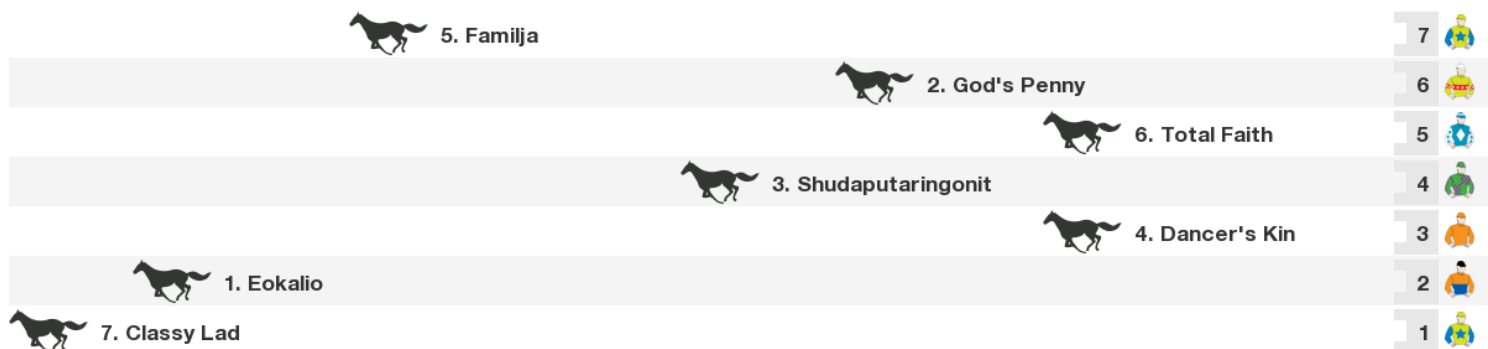 5. Familja 7
2. God's Penny 6
6. Total Faith 5
3. Shudaputaringonit 4
4. Dancer's Kin 3
1. Eokalio 2
7. Classy Lad 1